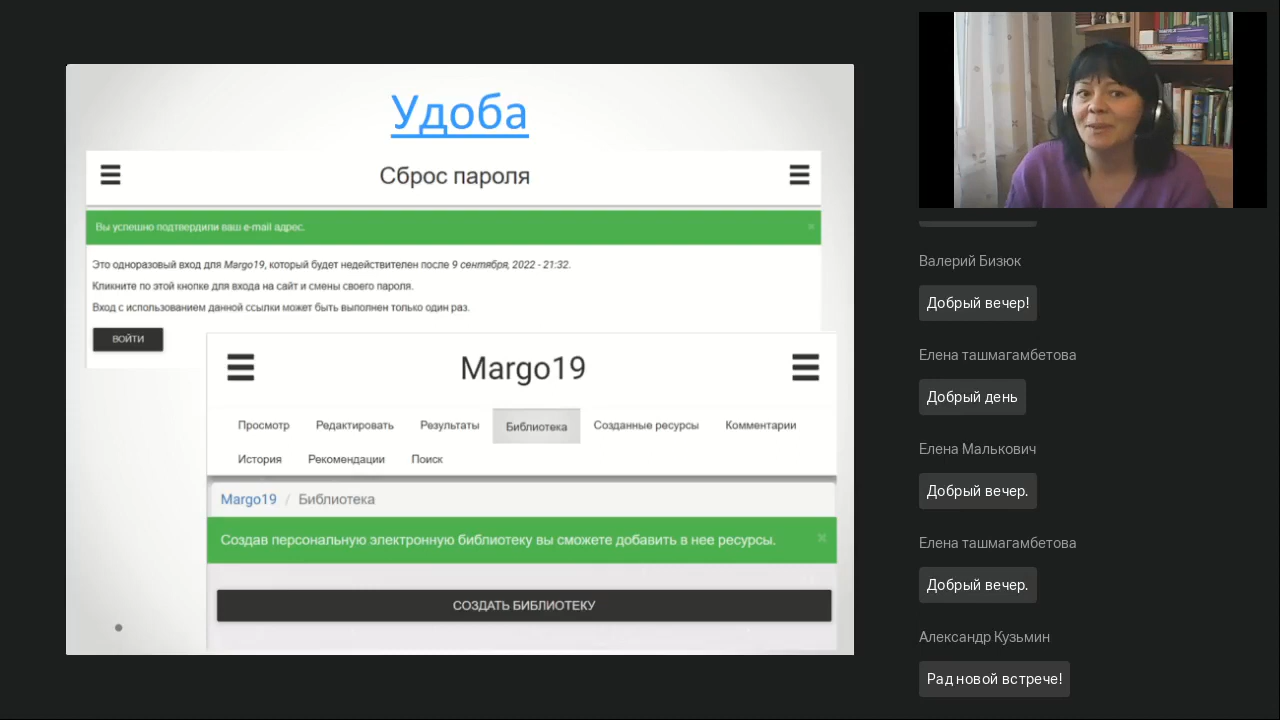 Удоба
Сброс пароля
Вы успешно подтвердили ваш e-mail адрес.
Это одноразовый вход для Margo19, который будет недействителен после 9 сентября, 2022 - 21:32.
Кликните по этой кнопке для входа на сайт и смены своего пароля.
Вход с использованием данной ссылки может быть выполнен только один раз.
ВОЙТИ
Margo19
Просмотр Редактировать Результаты Библиотека Созданные ресурсы Комментарии
История Рекомендации Поиск
Margo19 / Библиотека
Создав персональную электронную библиотеку вы сможете добавить в нее ресурсы.
СОЗДАТЬ БИБЛИОТЕКУ
Валерий Бизюк
Добрый вечер!
Елена ташмагамбетова
Добрый день
Елена Малькович
Добрый вечер.
Елена ташмагамбетова
Добрый вечер.
Александр Кузьмин
Рад новой встрече!